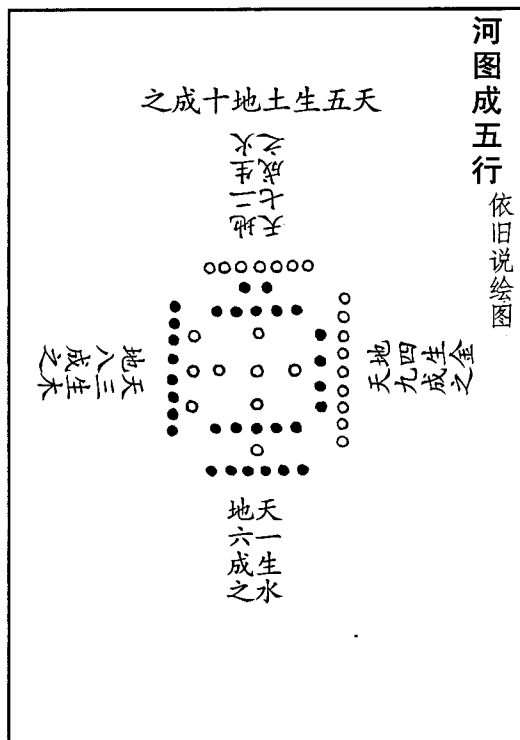 河图成五行
依旧说绘图
天五生土地十成之
地二生火
天七成之
天三生木
地八成之
地四生金
天九成之
天一生水
地六成之